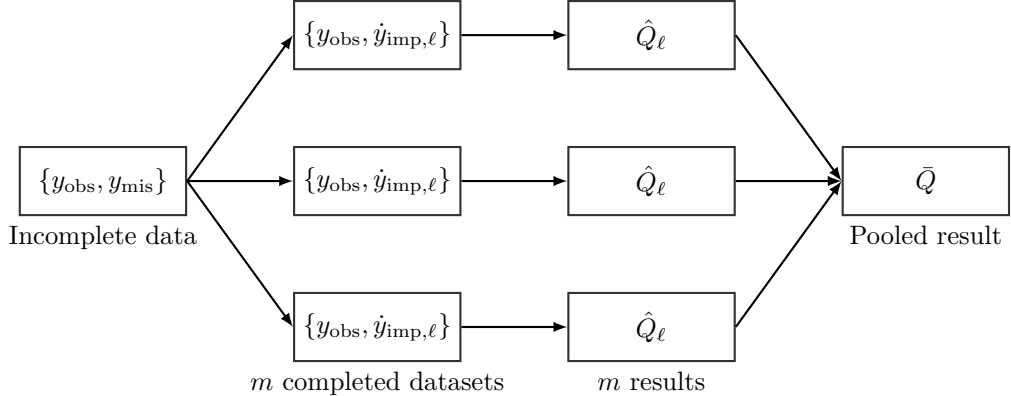 {y_obs, ẏ_imp,ℓ}
Q̂_ℓ
{y_obs, y_mis}
Incomplete data
{y_obs, ẏ_imp,ℓ}
Q̂_ℓ
Q̄
Pooled result
{y_obs, ẏ_imp,ℓ}
Q̂_ℓ
m completed datasets
m results